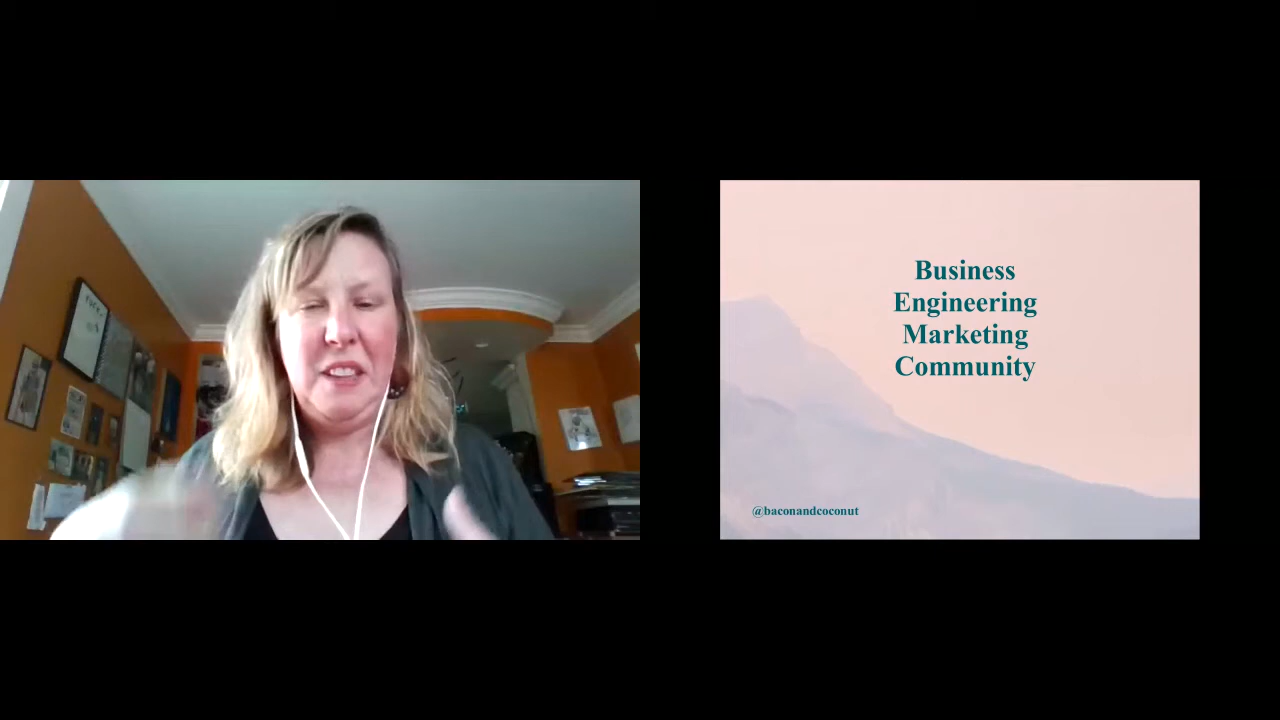 Business
Engineering
Marketing
Community
@baconandcoconut